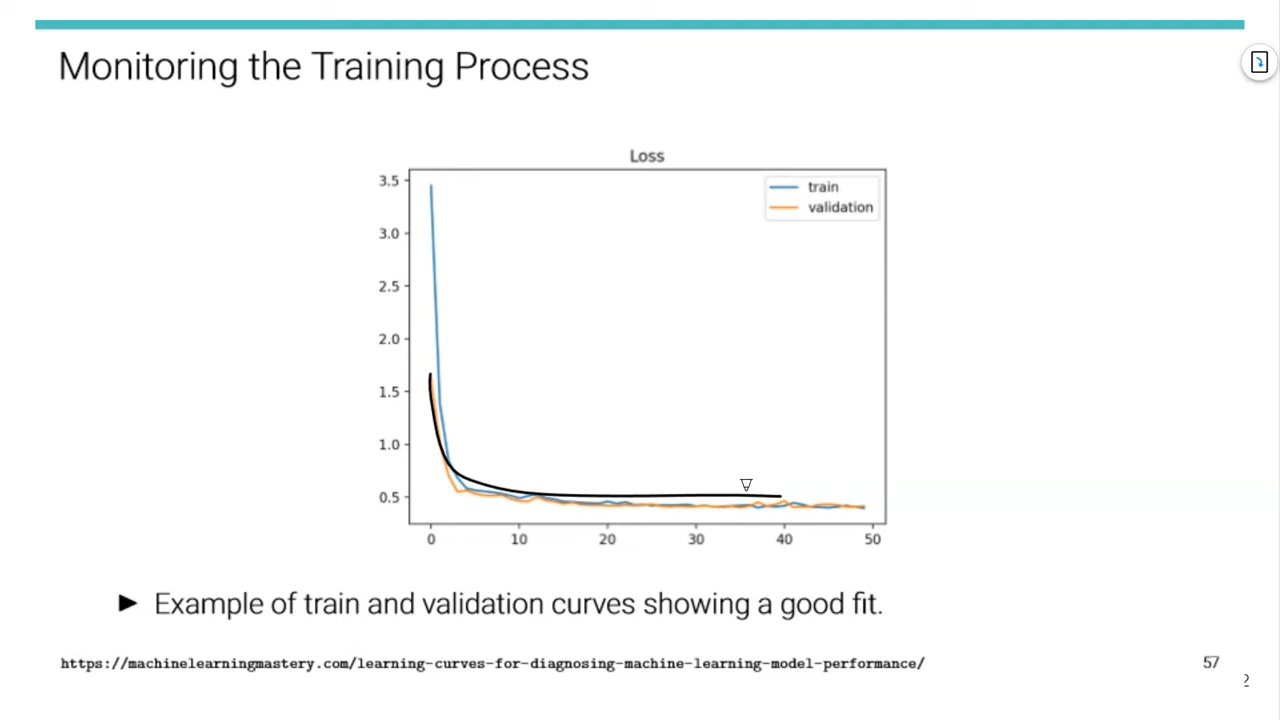 Monitoring the Training Process
Loss
3.5
3.0
2.5
2.0
1.5
1.0
0.5
train
validation
0 10 20 30 40 50
► Example of train and validation curves showing a good fit.
https://machinelearningmastery.com/learning-curves-for-diagnosing-machine-learning-model-performance/ 57
2